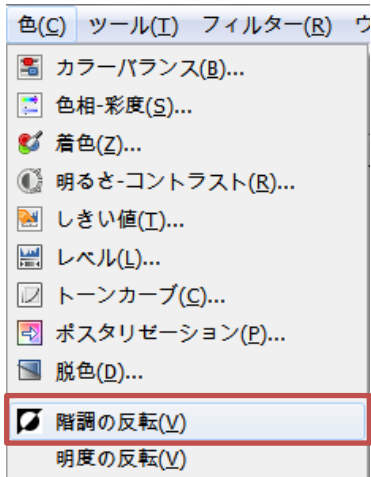 色(C) ツール(T) フィルター(R) ウ
カラーバランス(B)...
色相-彩度(S)...
着色(Z)...
明るさ-コントラスト(R)...
しきい値(T)...
レベル(L)...
トーンカーブ(C)...
ポスタリゼーション(P)...
脱色(D)...
階調の反転(V)
明度の反転(V)